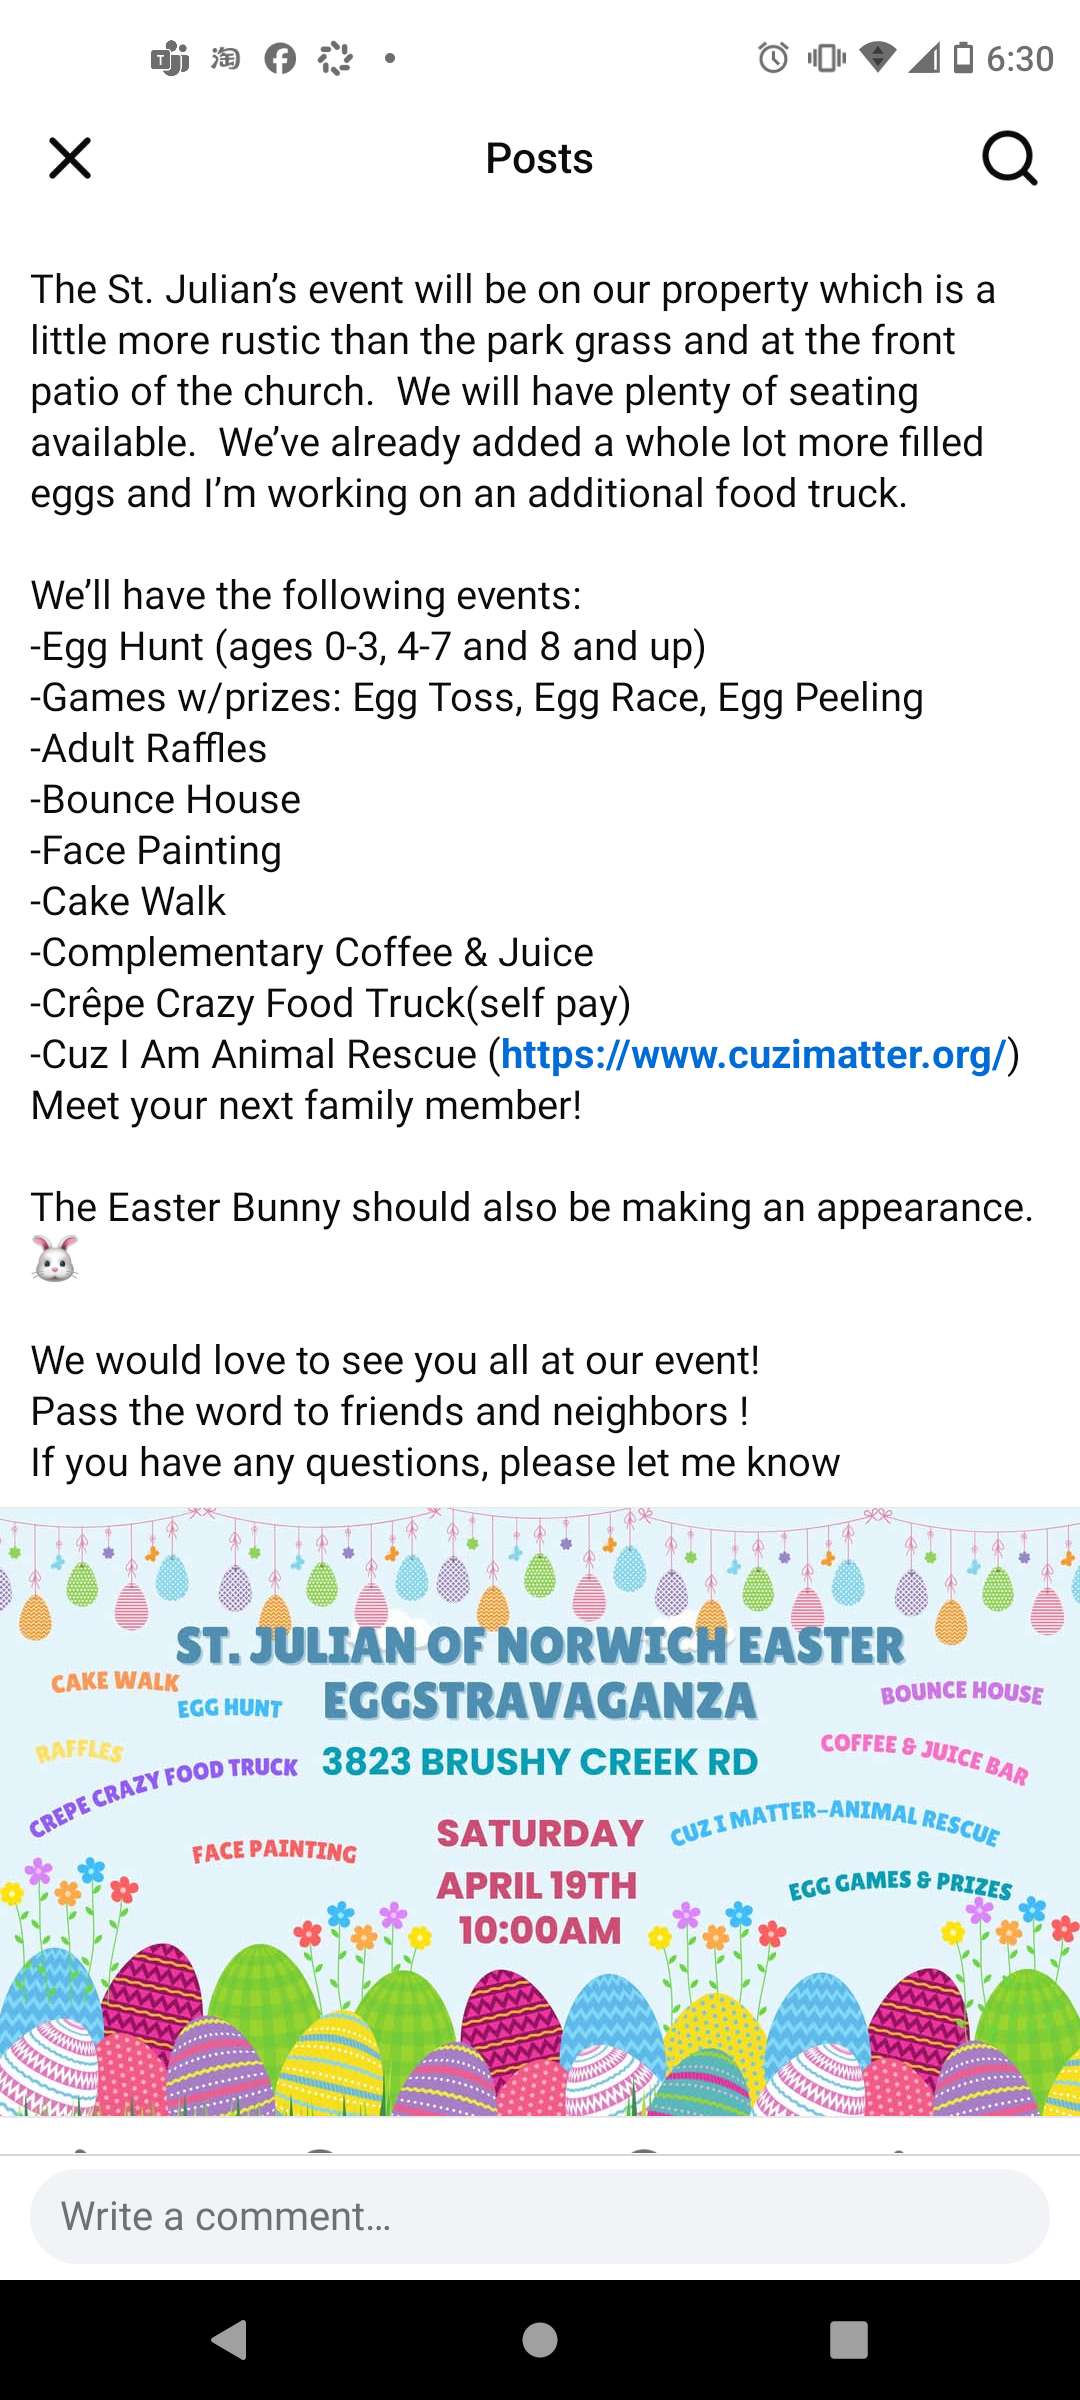 淘
6:30
Posts
The St. Julian’s event will be on our property which is a
little more rustic than the park grass and at the front
patio of the church.  We will have plenty of seating
available.  We’ve already added a whole lot more filled
eggs and I’m working on an additional food truck.
We’ll have the following events:
-Egg Hunt (ages 0-3, 4-7 and 8 and up)
-Games w/prizes: Egg Toss, Egg Race, Egg Peeling
-Adult Raffles
-Bounce House
-Face Painting
-Cake Walk
-Complementary Coffee & Juice
-Crêpe Crazy Food Truck(self pay)
-Cuz I Am Animal Rescue (https://www.cuzimatter.org/)
Meet your next family member!
The Easter Bunny should also be making an appearance.
🐰
We would love to see you all at our event!
Pass the word to friends and neighbors !
If you have any questions, please let me know
ST. JULIAN OF NORWICH EASTER
EGGSTRAVAGANZA
CAKE WALK
EGG HUNT
BOUNCE HOUSE
RAFFLES
3823 BRUSHY CREEK RD
COFFEE & JUICE BAR
CREPE CRAZY FOOD TRUCK
SATURDAY
CUZ I MATTER-ANIMAL RESCUE
FACE PAINTING
APRIL 19TH
EGG GAMES & PRIZES
10:00AM
Write a comment…